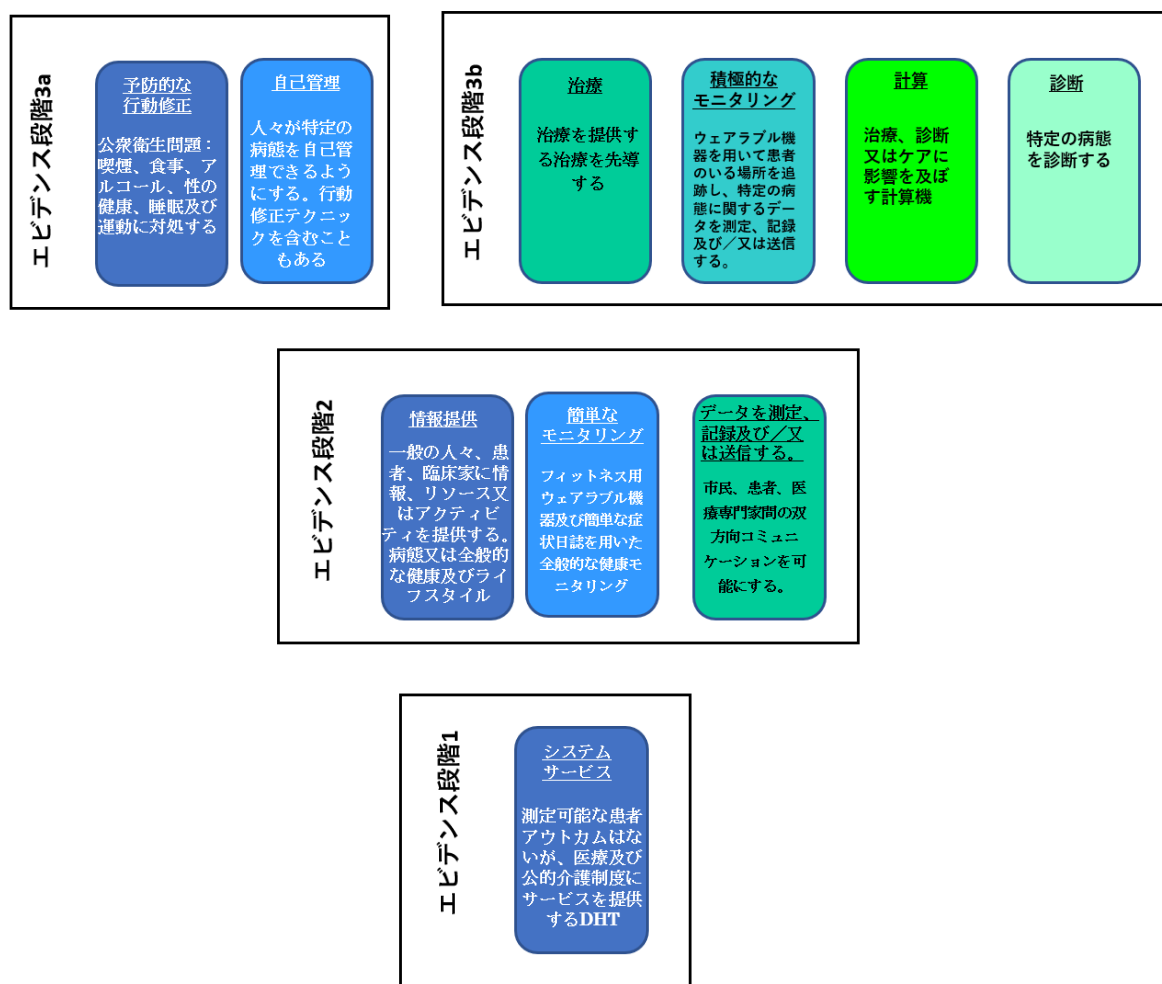 エビデンス段階3a
予防的な
行動修正
公衆衛生問題：
喫煙、食事、ア
ルコール、性の
健康、睡眠及び
運動に対処する
自己管理
人々が特定の
病態を自己管
理できるよう
にする。行動
修正テクニッ
クを含むこと
もある
エビデンス段階3b
治療
治療を提供す
る治療を先導
する
積極的な
モニタリング
ウェアラブル機
器を用いて患者
のいる場所を追
跡し、特定の病
態に関するデー
タを測定、記録
及び／又は送信
する。
計算
治療、診断
又はケアに
影響を及ぼ
す計算機
診断
特定の病態
を診断する
エビデンス段階2
情報提供
一般の人々、患
者、臨床家に情
報、リソース又
はアクティビ
ティを提供する。
病態又は全般的
な健康及びライ
フスタイル
簡単な
モニタリング
フィットネス用
ウェアラブル機
器及び簡単な症
状日誌を用いた
全般的な健康モ
ニタリング
データを測定、
記録及び／又
は送信する。
市民、患者、医
療専門家間の双
方向コミュニ
ケーションを可
能にする。
エビデンス段階1
システム
サービス
測定可能な患者
アウトカムはな
いが、医療及び
公的介護制度に
サービスを提供
するDHT